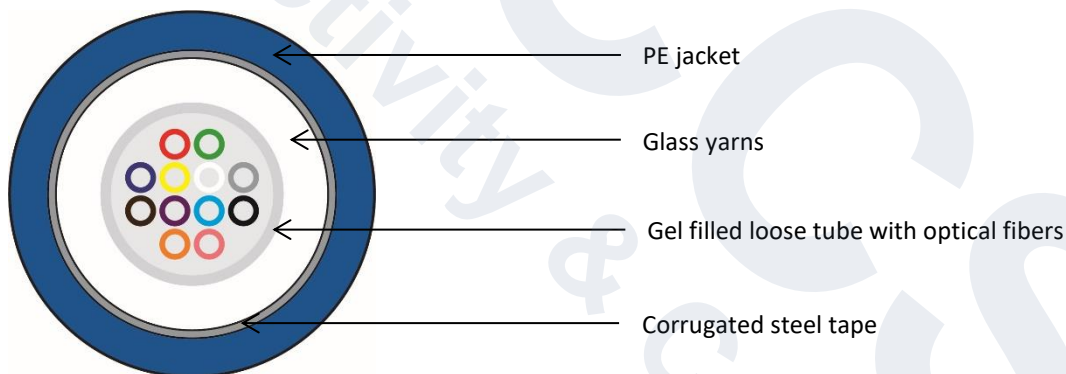 PE jacket
Glass yarns
Gel filled loose tube with optical fibers
Corrugated steel tape